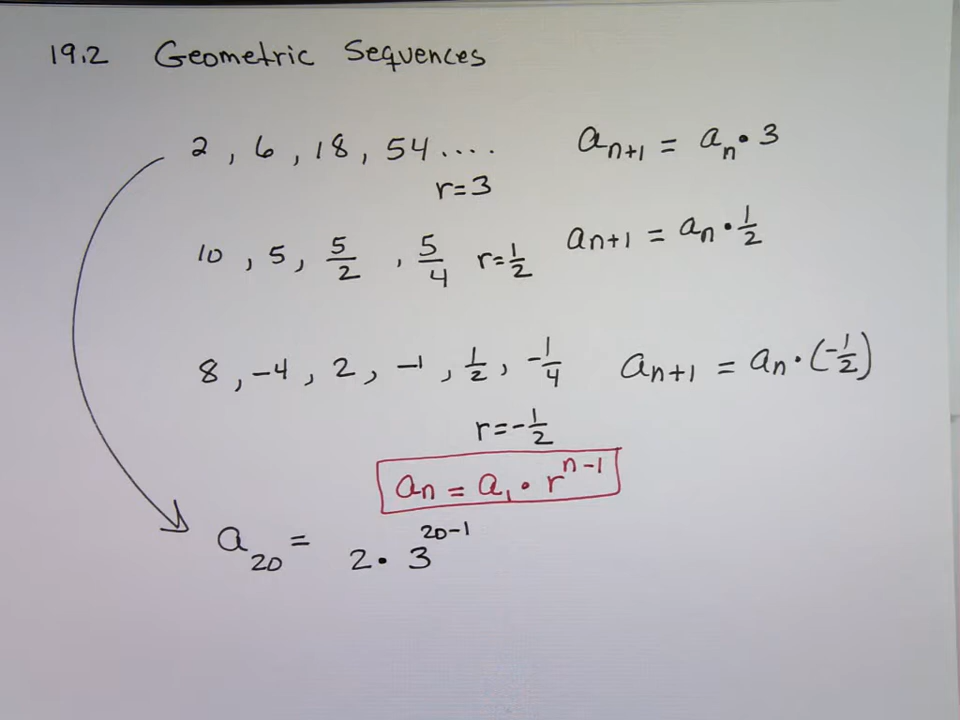 19.2 Geometric Sequences
2, 6, 18, 54.... aₙ₊₁ = aₙ • 3
r=3
10, 5, 5/2, 5/4 r=1/2 aₙ₊₁ = aₙ • 1/2
8, -4, 2, -1, 1/2, -1/4 aₙ₊₁ = aₙ • (-1/2)
r=-1/2
aₙ = a₁ • rⁿ⁻¹
a₂₀ = 2 • 3²⁰⁻¹